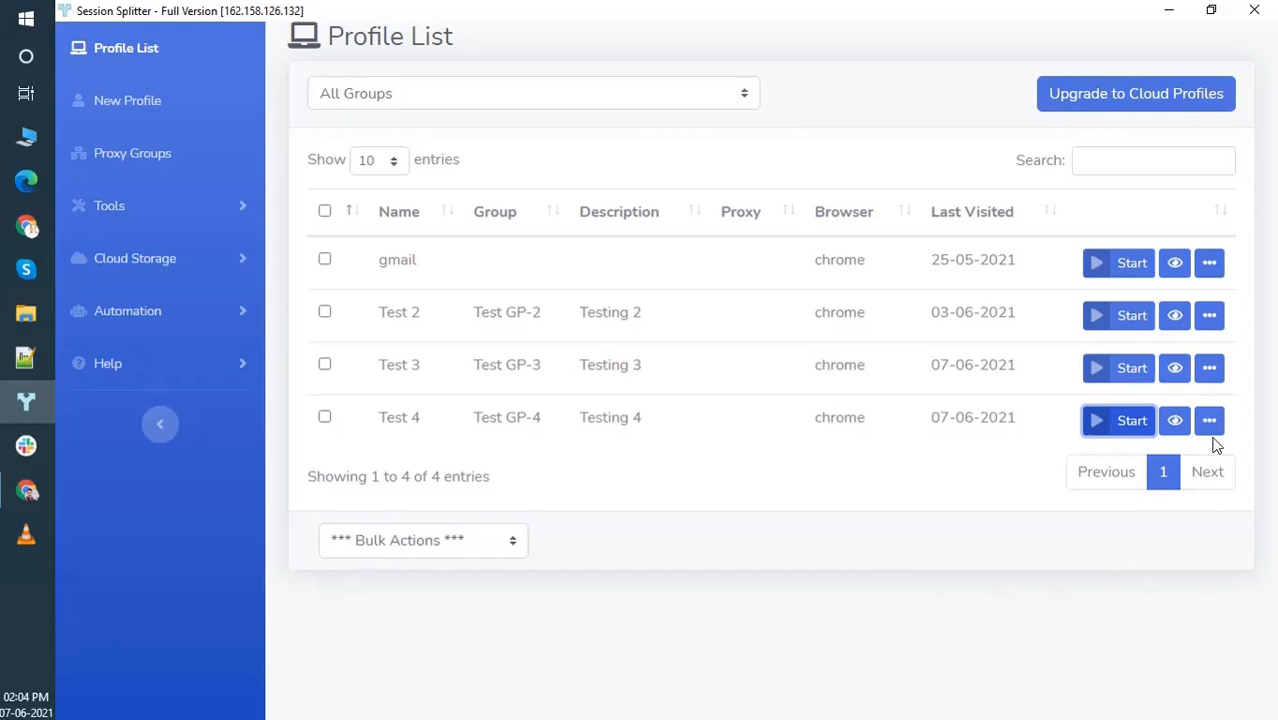 Session Splitter - Full Version [162.158.126.132]
Profile List
New Profile
Proxy Groups
Tools
Cloud Storage
Automation
Help
02:04 PM
07-06-2021
Profile List
All Groups
Upgrade to Cloud Profiles
Show 10 entries
Search:
Name Group Description Proxy Browser Last Visited
gmail chrome 25-05-2021 Start
Test 2 Test GP-2 Testing 2 chrome 03-06-2021 Start
Test 3 Test GP-3 Testing 3 chrome 07-06-2021 Start
Test 4 Test GP-4 Testing 4 chrome 07-06-2021 Start
Showing 1 to 4 of 4 entries
Previous 1 Next
*** Bulk Actions ***